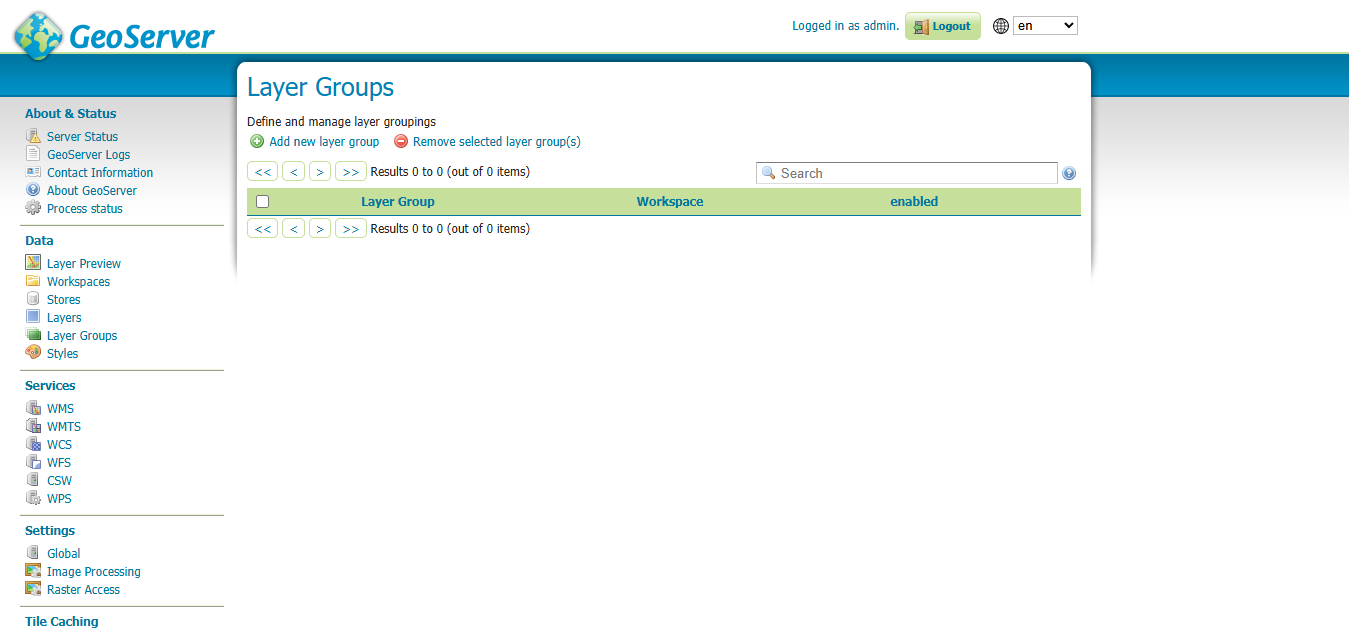 GeoServer
Logged in as admin. Logout en
About & Status
Server Status
GeoServer Logs
Contact Information
About GeoServer
Process status
Data
Layer Preview
Workspaces
Stores
Layers
Layer Groups
Styles
Services
WMS
WMTS
WCS
WFS
CSW
WPS
Settings
Global
Image Processing
Raster Access
Tile Caching
Layer Groups
Define and manage layer groupings
Add new layer group Remove selected layer group(s)
<< < > >> Results 0 to 0 (out of 0 items) Search
Layer Group Workspace enabled
<< < > >> Results 0 to 0 (out of 0 items)